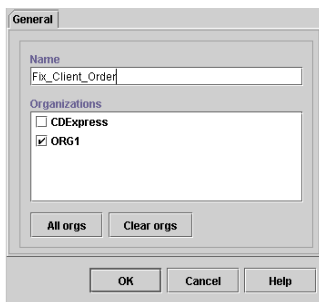 General
Name
Fix_Client_Order
Organizations
CDExpress
ORG1
All orgs Clear orgs
OK Cancel Help